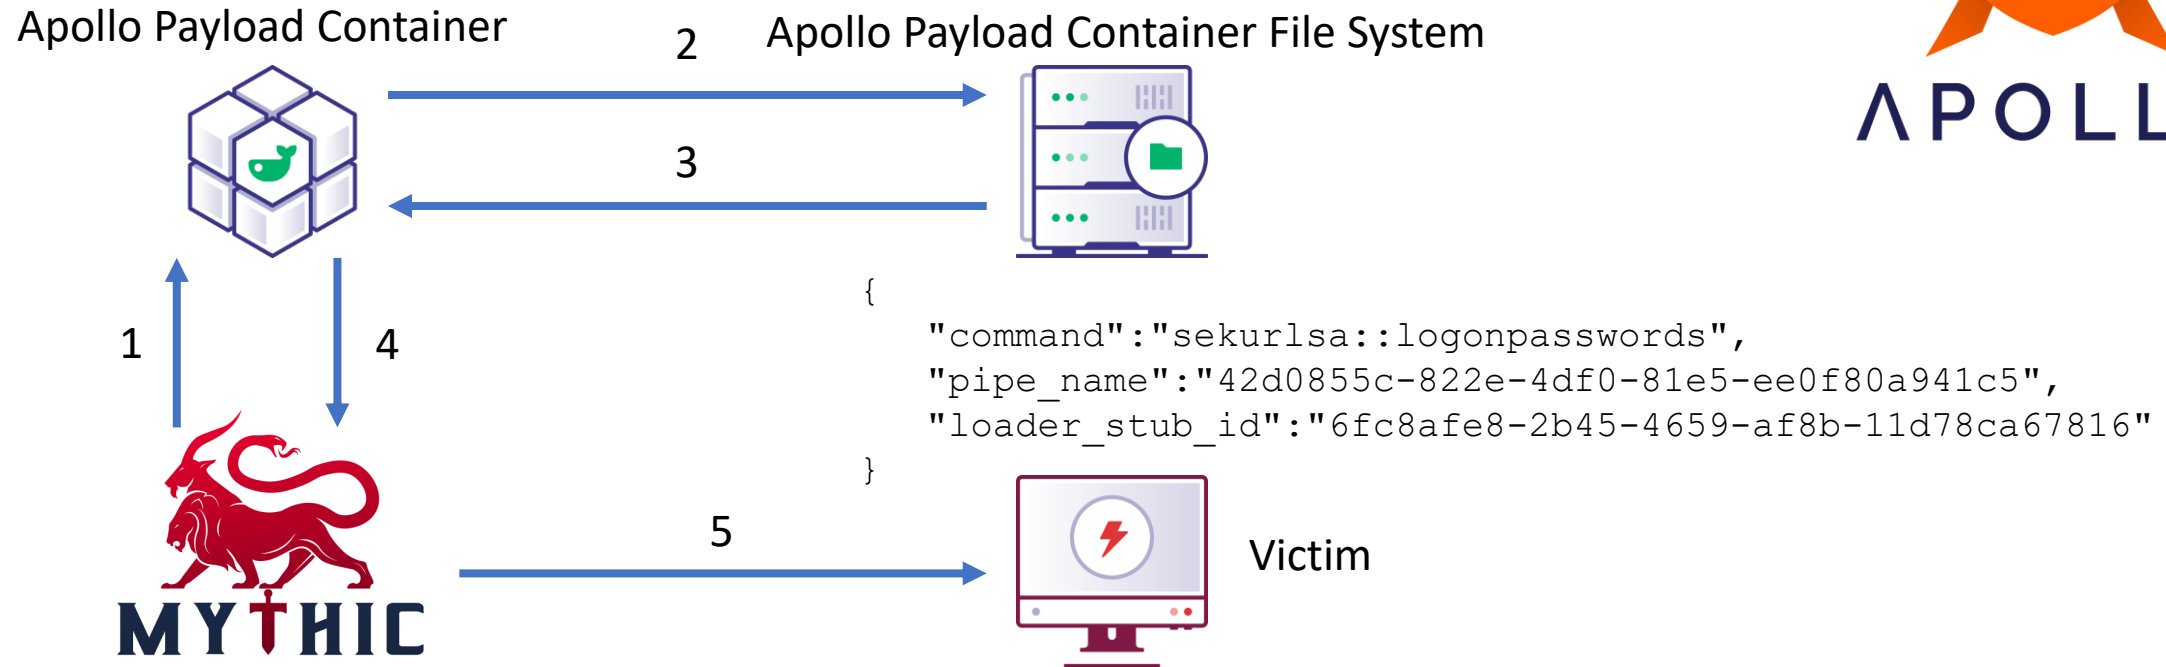 Apollo Payload Container
2
Apollo Payload Container File System
APOLL
3
1
4
{
"command":"sekurlsa::logonpasswords",
"pipe_name":"42d0855c-822e-4df0-81e5-ee0f80a941c5",
"loader_stub_id":"6fc8afe8-2b45-4659-af8b-11d78ca67816"
}
5
Victim
MYTHIC